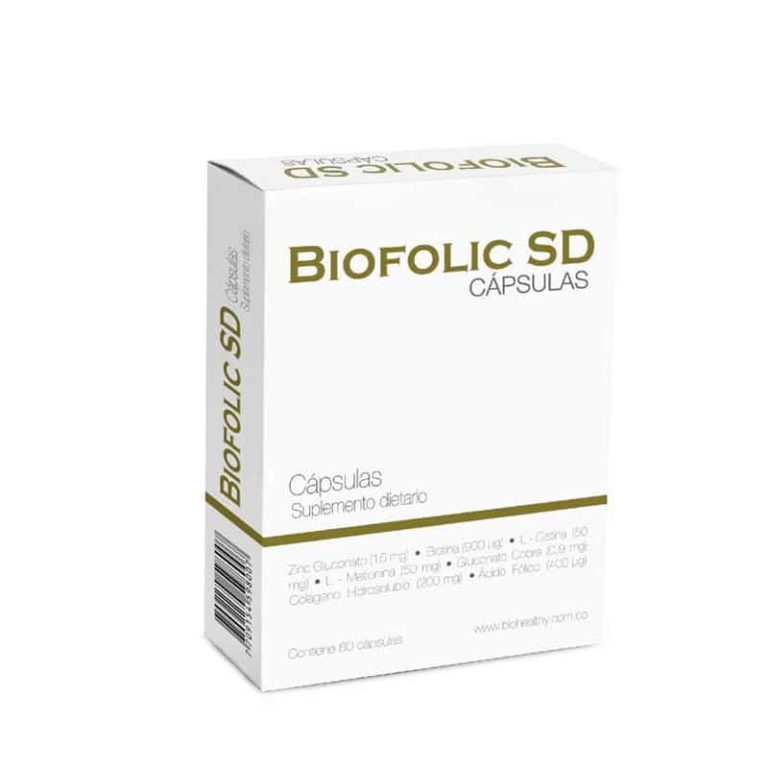 BIOFOLIC SD
CÁPSULAS
BIOFOLIC SD
CÁPSULAS
Cápsulas
Suplemento dietario
Zinc Gluconato (15 mg) • Biotina (900 µg) • L - Cistina (50
mg) • L - Metionina (50 mg) • Gluconato Cobre (0.9 mg)
Colágeno Hidrosoluble (200 mg) • Ácido Fólico (400 µg)
www.biohealthy.com.co
Contiene 60 cápsulas
BIOFOLIC SD
Cápsulas
Suplemento dietario